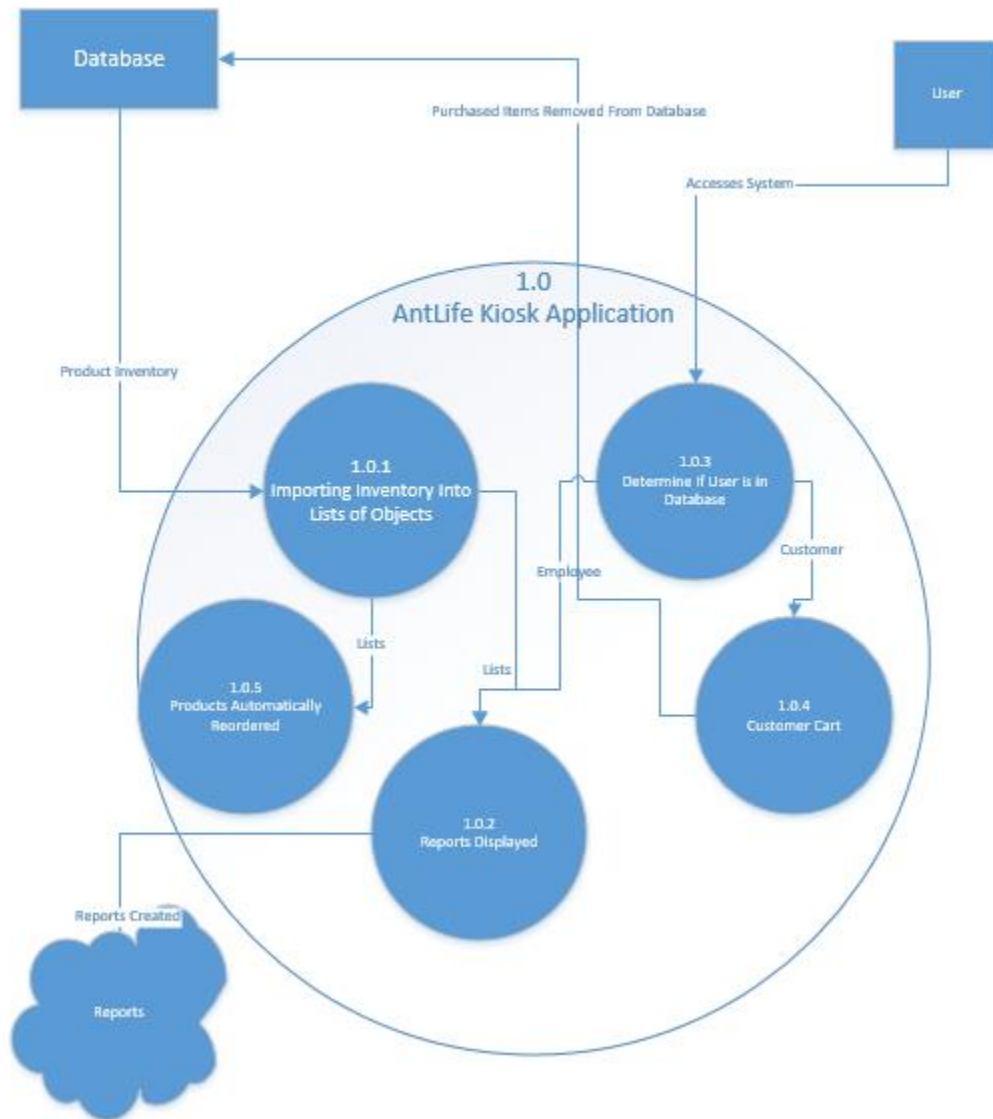 Database
User
Purchased Items Removed From Database
Accesses System
1.0
AntLife Kiosk Application
Product Inventory
1.0.1
Importing Inventory Into
Lists of Objects
1.0.3
Determine If User is in
Database
Customer
Employee
Lists
Lists
1.0.5
Products Automatically
Reordered
1.0.4
Customer Cart
1.0.2
Reports Displayed
Reports Created
Reports